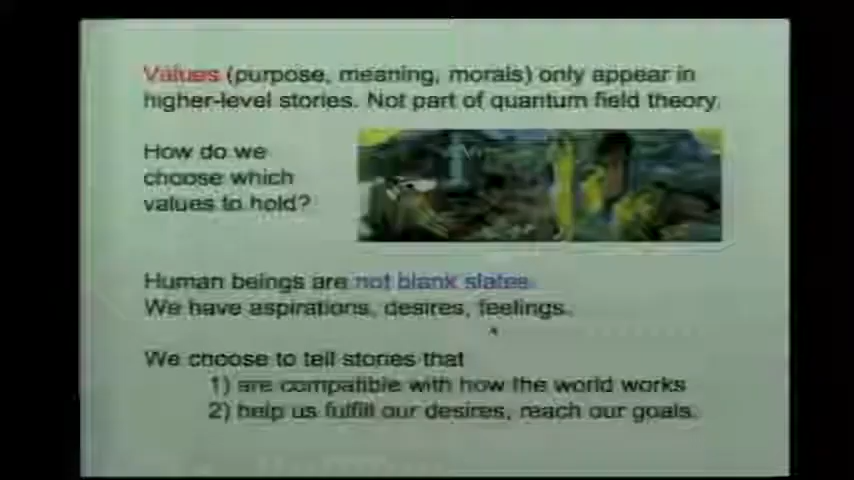 Values (purpose, meaning, morals) only appear in
higher-level stories. Not part of quantum field theory.
How do we
choose which
values to hold?
Human beings are not blank slates.
We have aspirations, desires, feelings.
We choose to tell stories that
1) are compatible with how the world works
2) help us fulfill our desires, reach our goals.